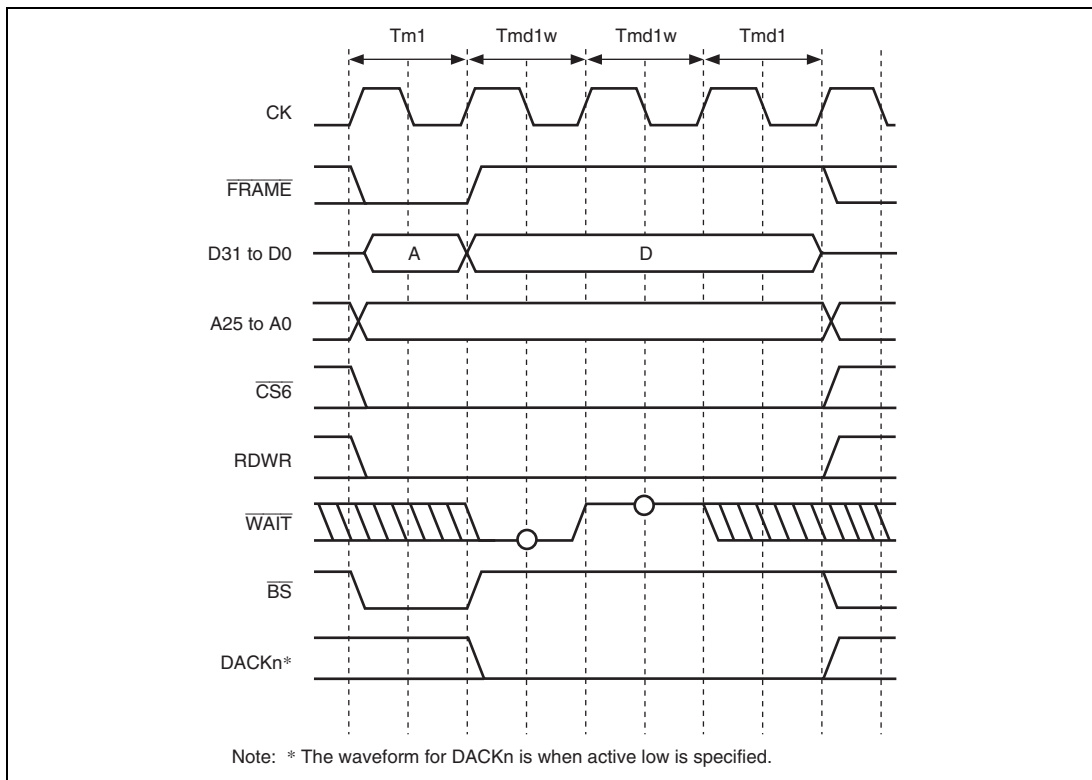 Tm1 Tmd1w Tmd1w Tmd1
CK
FRAME
D31 to D0 A D
A25 to A0
CS6
RDWR
WAIT
BS
DACKn*
Note: * The waveform for DACKn is when active low is specified.